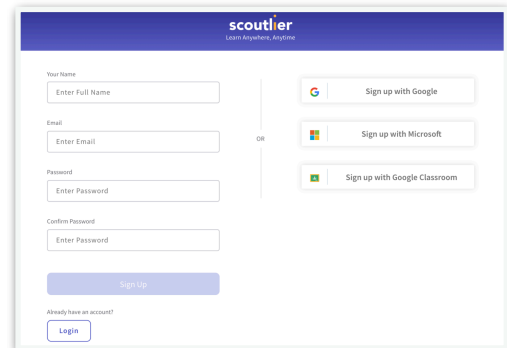 scoutlier
Learn Anywhere, Anytime
Your Name
Enter Full Name
Email
Enter Email
Password
Enter Password
Confirm Password
Enter Password
Sign Up
Already have an account?
Login
OR
Sign up with Google
Sign up with Microsoft
Sign up with Google Classroom